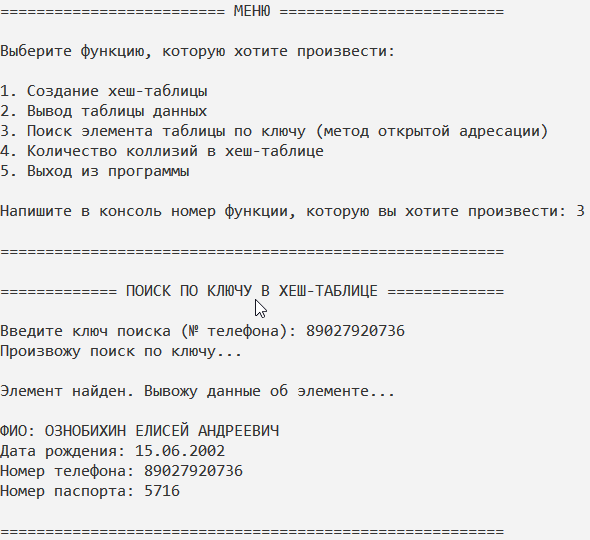 ========================= МЕНЮ =========================
Выберите функцию, которую хотите произвести:
1. Создание хеш-таблицы
2. Вывод таблицы данных
3. Поиск элемента таблицы по ключу (метод открытой адресации)
4. Количество коллизий в хеш-таблице
5. Выход из программы
Напишите в консоль номер функции, которую вы хотите произвести: 3
========================================================
============= ПОИСК ПО КЛЮЧУ В ХЕШ-ТАБЛИЦЕ =============
Введите ключ поиска (№ телефона): 89027920736
Произвожу поиск по ключу...
Элемент найден. Вывожу данные об элементе...
ФИО: ОЗНОБИХИН ЕЛИСЕЙ АНДРЕЕВИЧ
Дата рождения: 15.06.2002
Номер телефона: 89027920736
Номер паспорта: 5716
========================================================